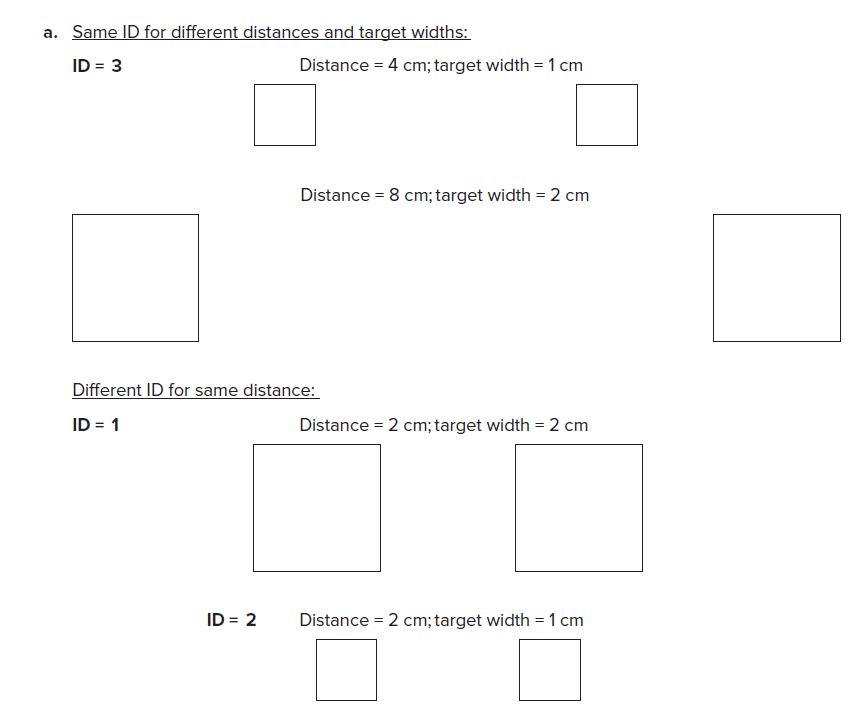 a. Same ID for different distances and target widths:
ID = 3 Distance = 4 cm; target width = 1 cm
Distance = 8 cm; target width = 2 cm
Different ID for same distance:
ID = 1 Distance = 2 cm; target width = 2 cm
ID = 2 Distance = 2 cm; target width = 1 cm